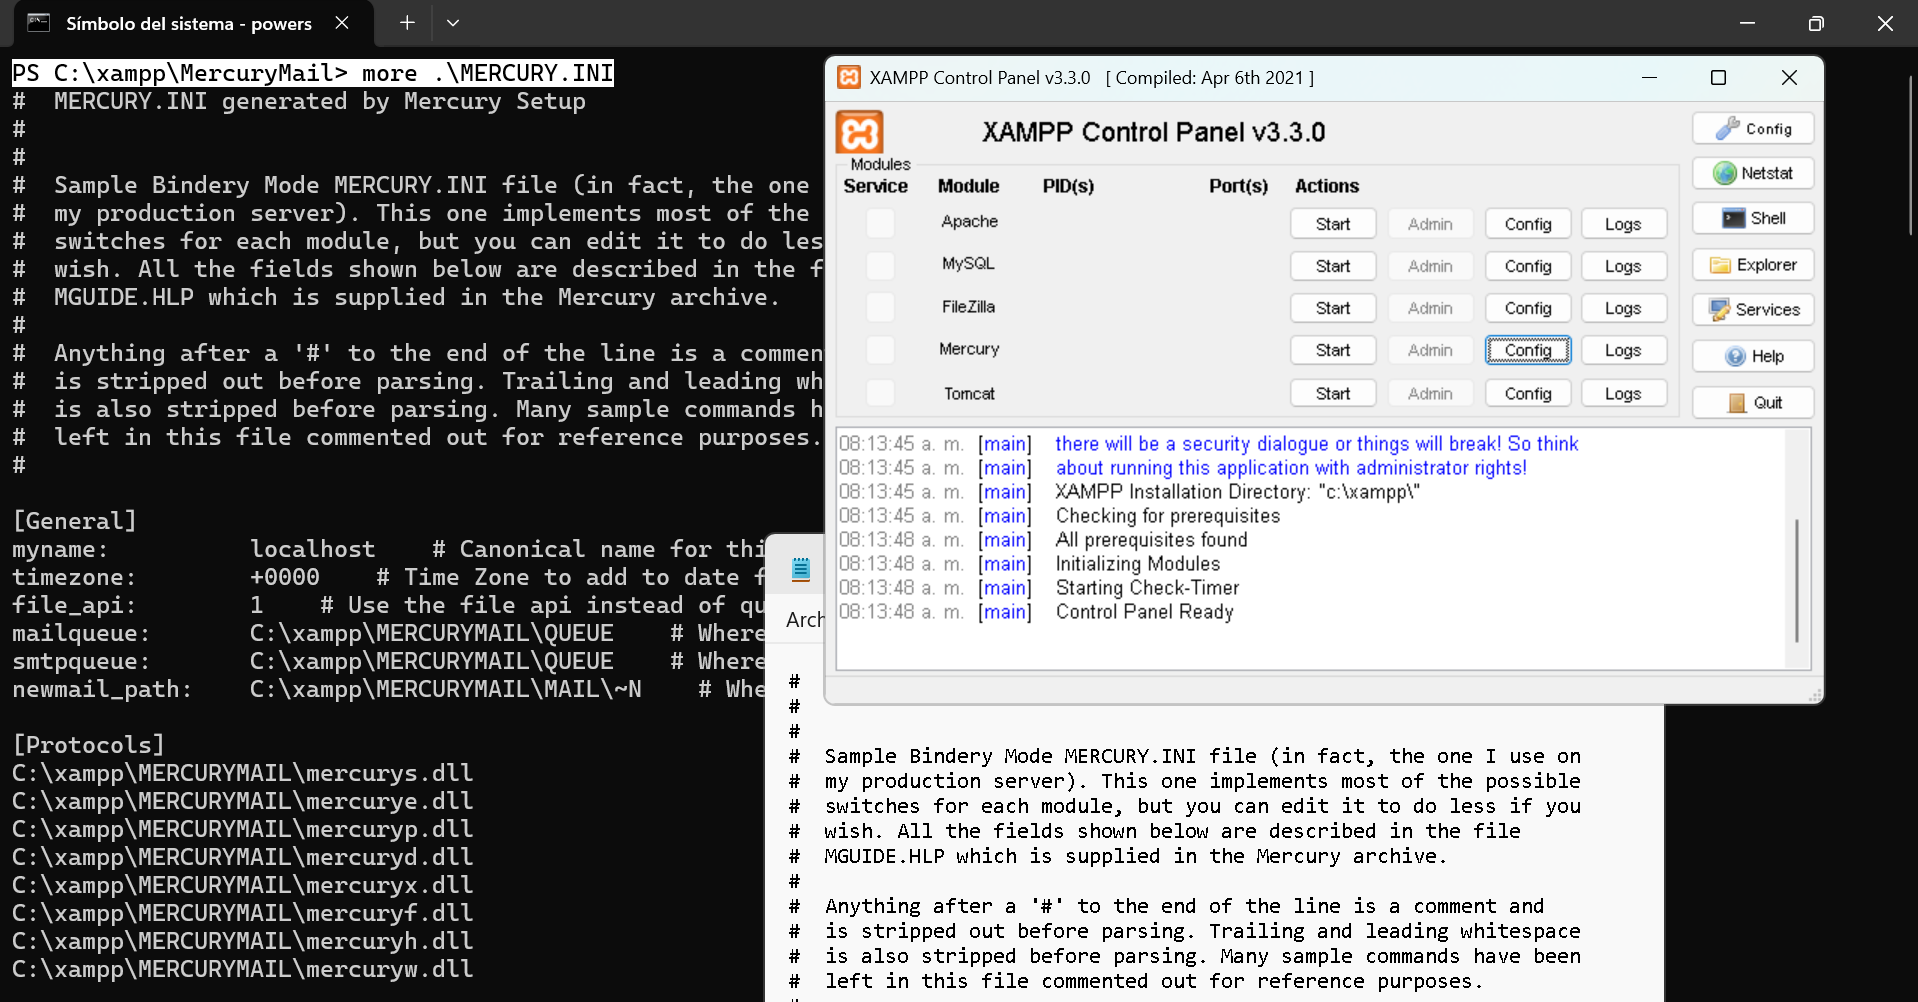 Símbolo del sistema - powers
PS C:\xampp\MercuryMail> more .\MERCURY.INI
#  MERCURY.INI generated by Mercury Setup
#
#
#  Sample Bindery Mode MERCURY.INI file (in fact, the one
#  my production server). This one implements most of the
#  switches for each module, but you can edit it to do les
#  wish. All the fields shown below are described in the f
#  MGUIDE.HLP which is supplied in the Mercury archive.
#
#  Anything after a '#' to the end of the line is a commen
#  is stripped out before parsing. Trailing and leading wh
#  is also stripped before parsing. Many sample commands h
#  left in this file commented out for reference purposes.
#
[General]
myname:          localhost    # Canonical name for thi
timezone:        +0000    # Time Zone to add to date f
file_api:        1    # Use the file api instead of qu
mailqueue:       C:\xampp\MERCURYMAIL\QUEUE    # Where
smtpqueue:       C:\xampp\MERCURYMAIL\QUEUE    # Where
newmail_path:    C:\xampp\MERCURYMAIL\MAIL\~N    # Whe
[Protocols]
C:\xampp\MERCURYMAIL\mercurys.dll
C:\xampp\MERCURYMAIL\mercurye.dll
C:\xampp\MERCURYMAIL\mercuryp.dll
C:\xampp\MERCURYMAIL\mercuryd.dll
C:\xampp\MERCURYMAIL\mercuryx.dll
C:\xampp\MERCURYMAIL\mercuryf.dll
C:\xampp\MERCURYMAIL\mercuryh.dll
C:\xampp\MERCURYMAIL\mercuryw.dll
XAMPP Control Panel v3.3.0   [ Compiled: Apr 6th 2021 ]
XAMPP Control Panel v3.3.0
Config
Netstat
Shell
Explorer
Services
Help
Quit
Modules
Service Module PID(s) Port(s) Actions
Apache Start Admin Config Logs
MySQL Start Admin Config Logs
FileZilla Start Admin Config Logs
Mercury Start Admin Config Logs
Tomcat Start Admin Config Logs
08:13:45 a. m.  [main]  there will be a security dialogue or things will break! So think
08:13:45 a. m.  [main]  about running this application with administrator rights!
08:13:45 a. m.  [main]  XAMPP Installation Directory: "c:\xampp\"
08:13:45 a. m.  [main]  Checking for prerequisites
08:13:48 a. m.  [main]  All prerequisites found
08:13:48 a. m.  [main]  Initializing Modules
08:13:48 a. m.  [main]  Starting Check-Timer
08:13:48 a. m.  [main]  Control Panel Ready
Arch
#
#
#
#  Sample Bindery Mode MERCURY.INI file (in fact, the one I use on
#  my production server). This one implements most of the possible
#  switches for each module, but you can edit it to do less if you
#  wish. All the fields shown below are described in the file
#  MGUIDE.HLP which is supplied in the Mercury archive.
#
#  Anything after a '#' to the end of the line is a comment and
#  is stripped out before parsing. Trailing and leading whitespace
#  is also stripped before parsing. Many sample commands have been
#  left in this file commented out for reference purposes.